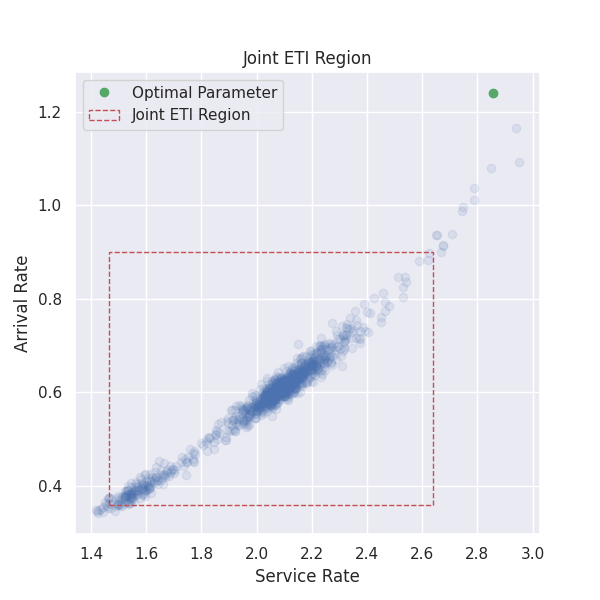 Joint ETI Region
Optimal Parameter
Joint ETI Region
1.2
1.0
0.8
0.6
0.4
Arrival Rate
1.4 1.6 1.8 2.0 2.2 2.4 2.6 2.8 3.0
Service Rate